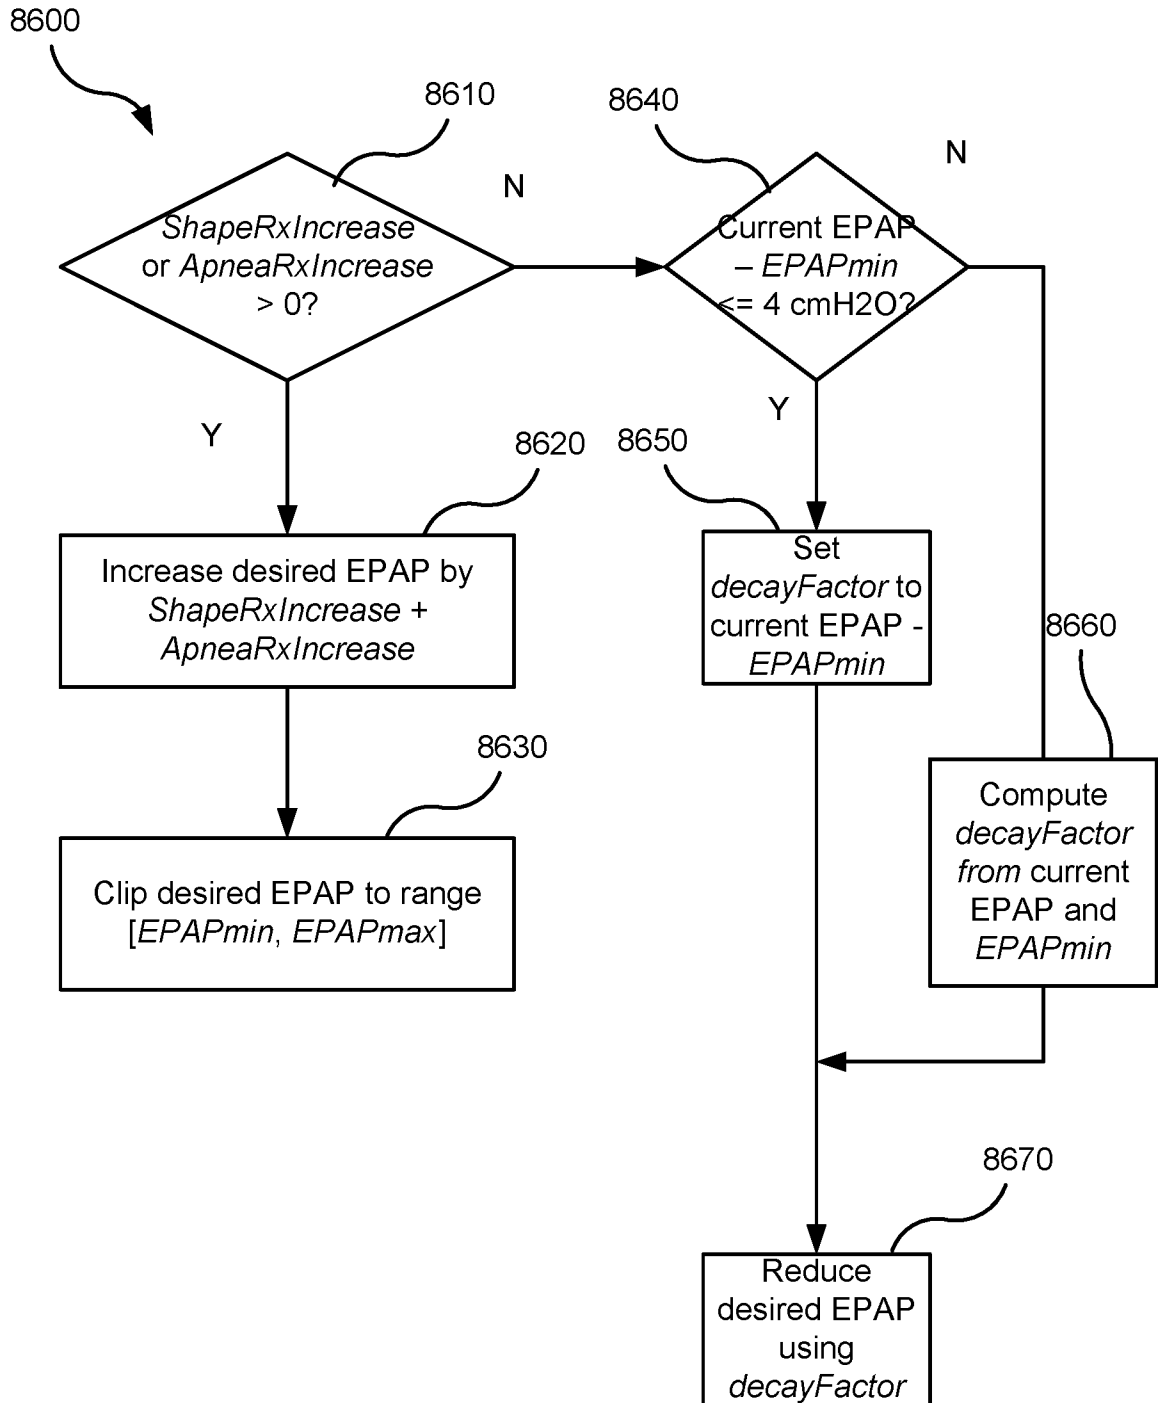 8600
8610
ShapeRxIncrease
or ApneaRxIncrease
> 0?
N
Y
8620
Increase desired EPAP by
ShapeRxIncrease +
ApneaRxIncrease
8630
Clip desired EPAP to range
[EPAPmin, EPAPmax]
8640
Current EPAP
– EPAPmin
<= 4 cmH2O?
N
Y
8650
Set
decayFactor to
current EPAP -
EPAPmin
8660
Compute
decayFactor
from current
EPAP and
EPAPmin
8670
Reduce
desired EPAP
using
decayFactor